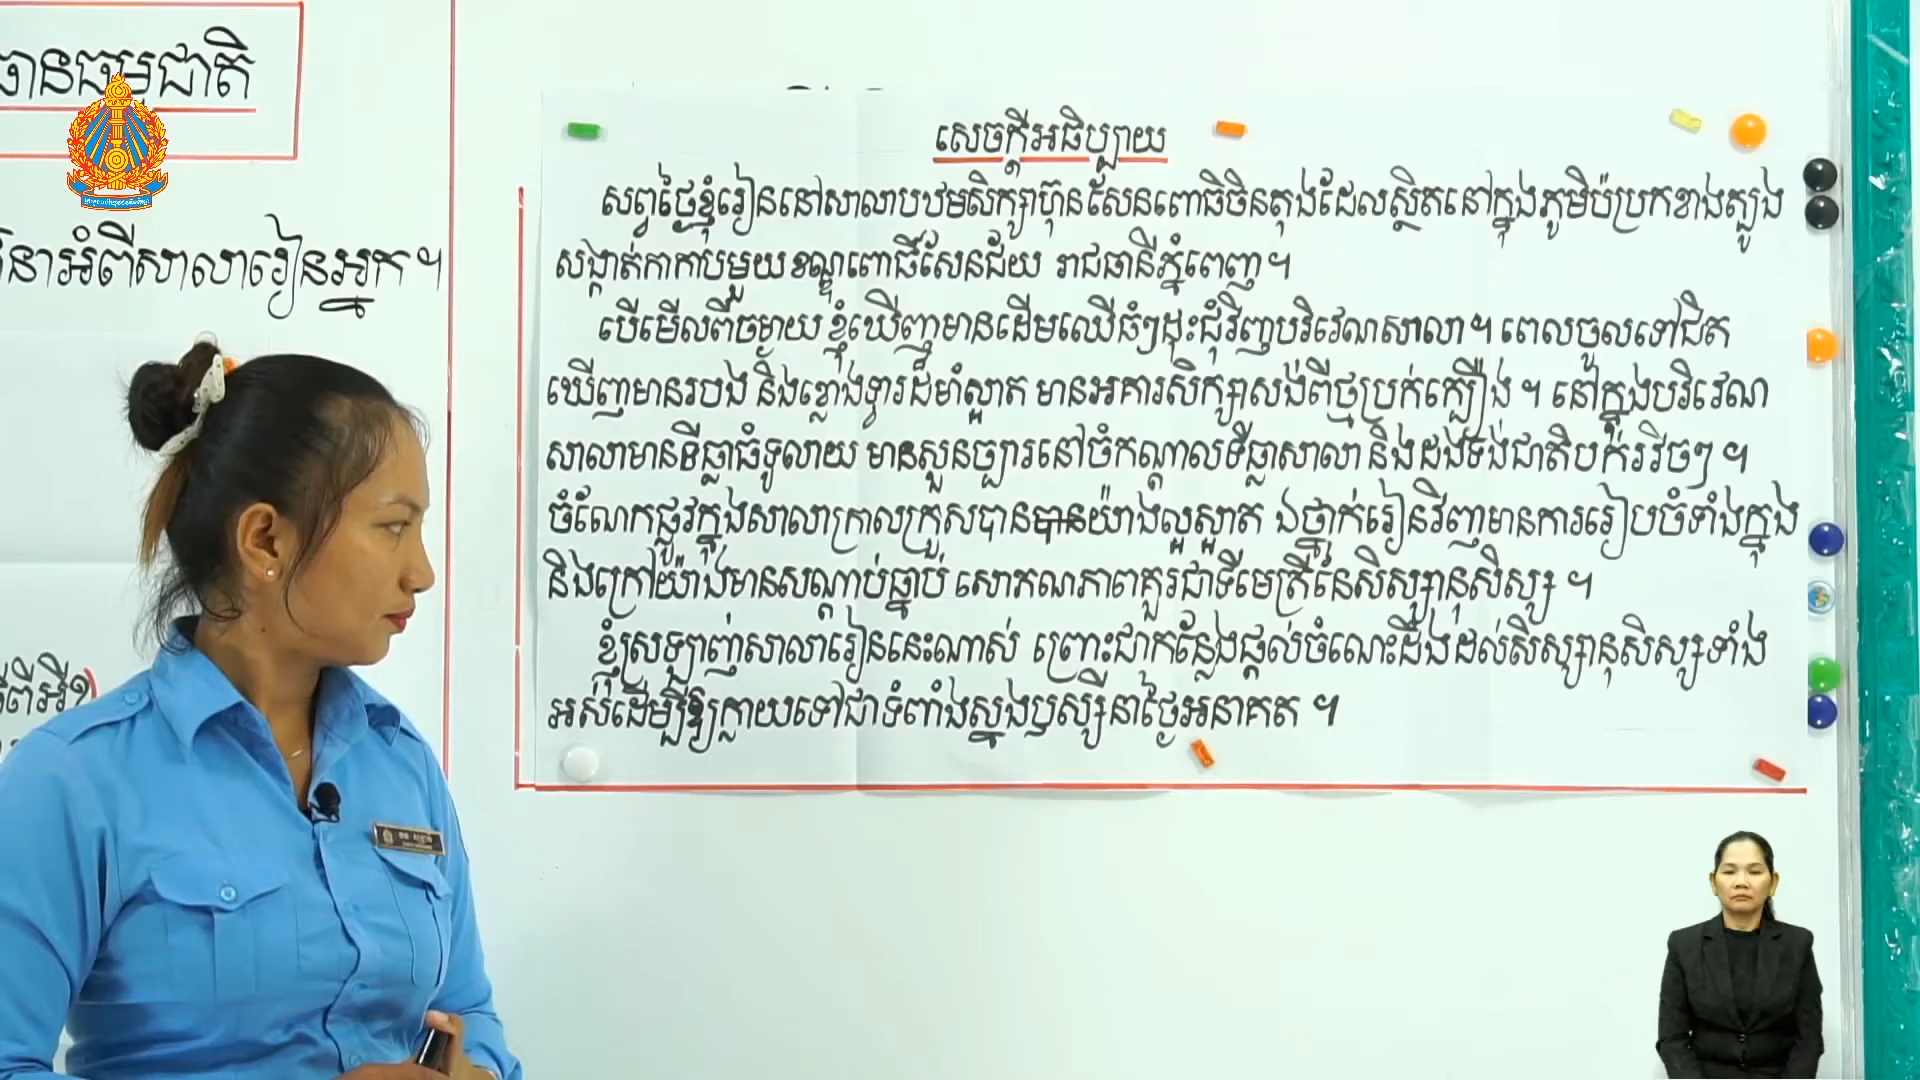 ធានធម្មជាតិ
អំពីសាលារៀនអ្នក។
សេចក្ដីអធិប្បាយ
សព្វថ្ងៃខ្ញុំរៀននៅសាលាបឋមសិក្សាហ៊ុនសែនពោធិចិនតុងដែលស្ថិតនៅក្នុងភូមិប៉ប្រកខាងត្បូង
សង្កាត់កាកាបមួយខណ្ឌពោធិ៍សែនជ័យ រាជធានីភ្នំពេញ។
បើមើលពីចម្ងាយ ខ្ញុំឃើញមានដើមឈើធំៗដុះជុំវិញបរិវេណសាលា។ ពេលចូលទៅជិត
ឃើញមានរបង និងខ្លោងទ្វារដ៏មាំស្អាត មានអគារសិក្សាសង់ពីថ្មប្រក់ក្បឿង ។ នៅក្នុងបរិវេណ
សាលាមានទីធ្លាធំទូលាយ មានសួនច្បារនៅចំកណ្ដាលទីធ្លាសាលា និងដងទង់ជាតិបក់រវិចៗ ។
ចំណែកផ្លូវក្នុងសាលាក្រាលក្រួសបានបានយ៉ាងល្អស្អាត ឯថ្នាក់រៀនវិញមានការរៀបចំទាំងក្នុង
និងក្រៅយ៉ាងមានសណ្ដាប់ធ្នាប់ សោភណភាពគួរជាទីមេត្រីនៃសិស្សានុសិស្ស ។
ខ្ញុំស្រឡាញ់សាលារៀននេះណាស់ ព្រោះជាកន្លែងផ្ដល់ចំណេះដឹងដល់សិស្សានុសិស្សទាំង
អស់ដើម្បីឱ្យក្លាយទៅជាទំពាំងស្នងឫស្សីនាថ្ងៃអនាគត ៕